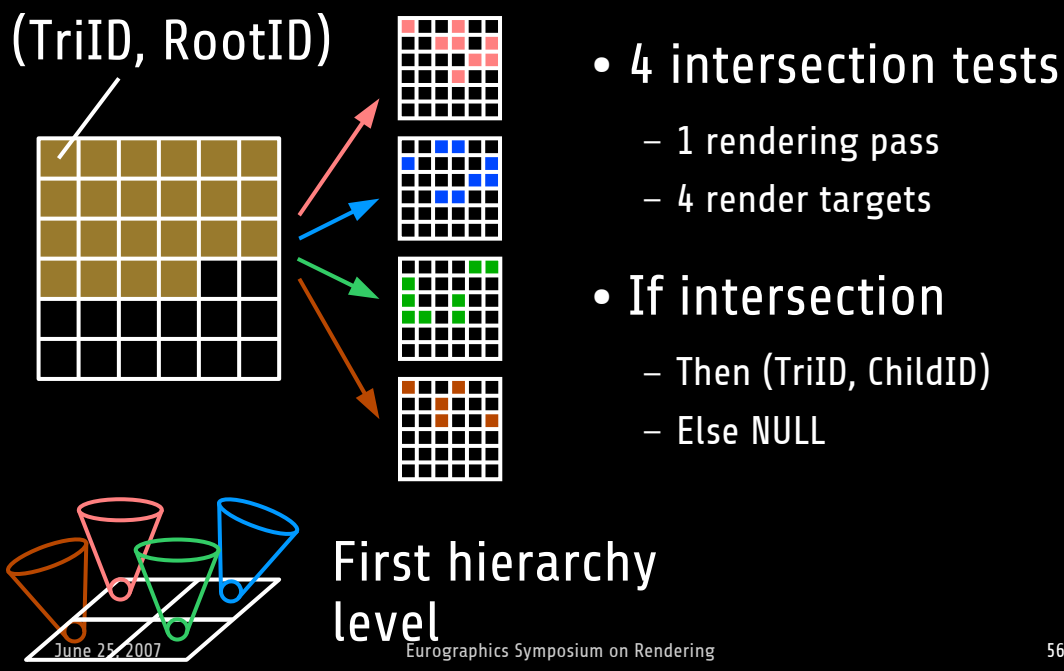 (TriID, RootID)
• 4 intersection tests
– 1 rendering pass
– 4 render targets
• If intersection
– Then (TriID, ChildID)
– Else NULL
First hierarchy
level
June 25, 2007
Eurographics Symposium on Rendering
56